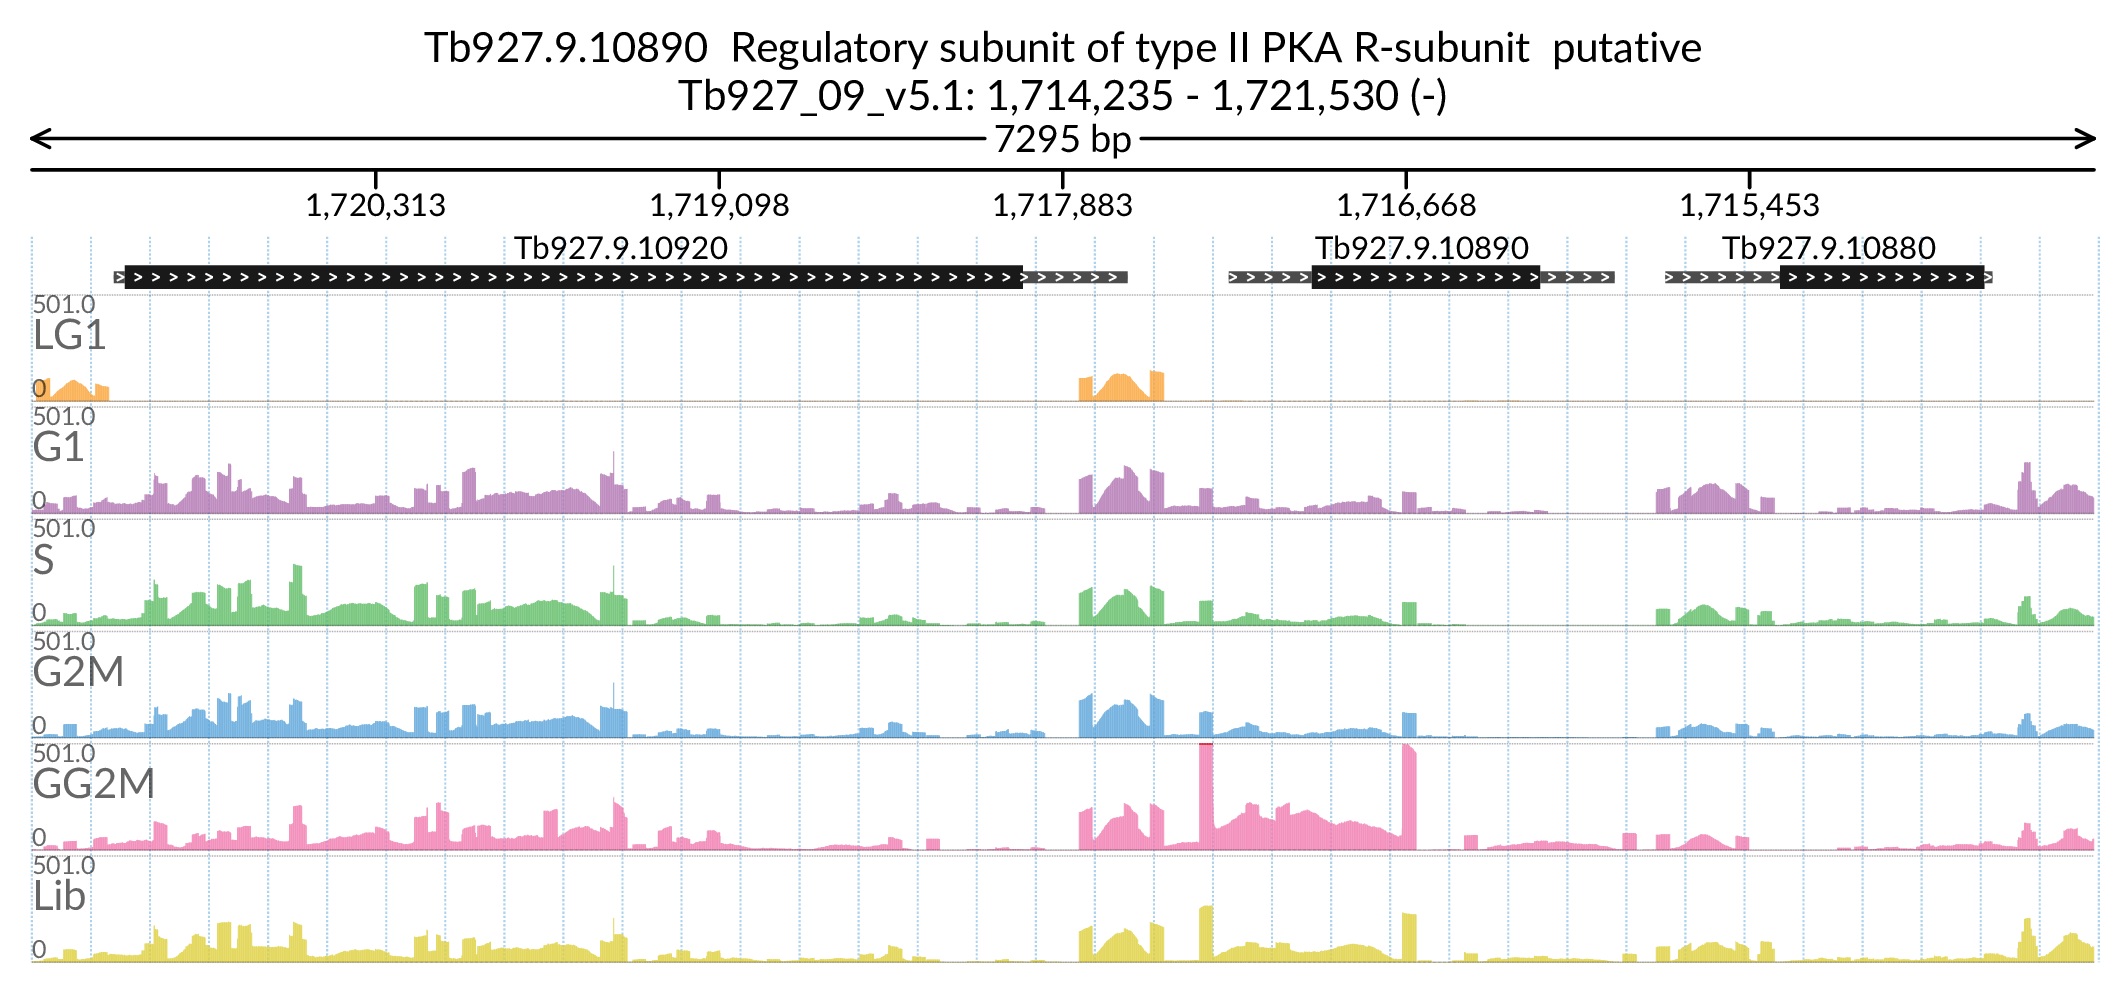 Tb927.9.10890 Regulatory subunit of type II PKA R-subunit putative
Tb927_09_v5.1: 1,714,235 - 1,721,530 (-)
7295 bp
1,720,313 1,719,098 1,717,883 1,716,668 1,715,453
Tb927.9.10920 Tb927.9.10890 Tb927.9.10880
501.0
LG1
0
501.0
G1
0
501.0
S
0
501.0
G2M
0
501.0
GG2M
0
501.0
Lib
0